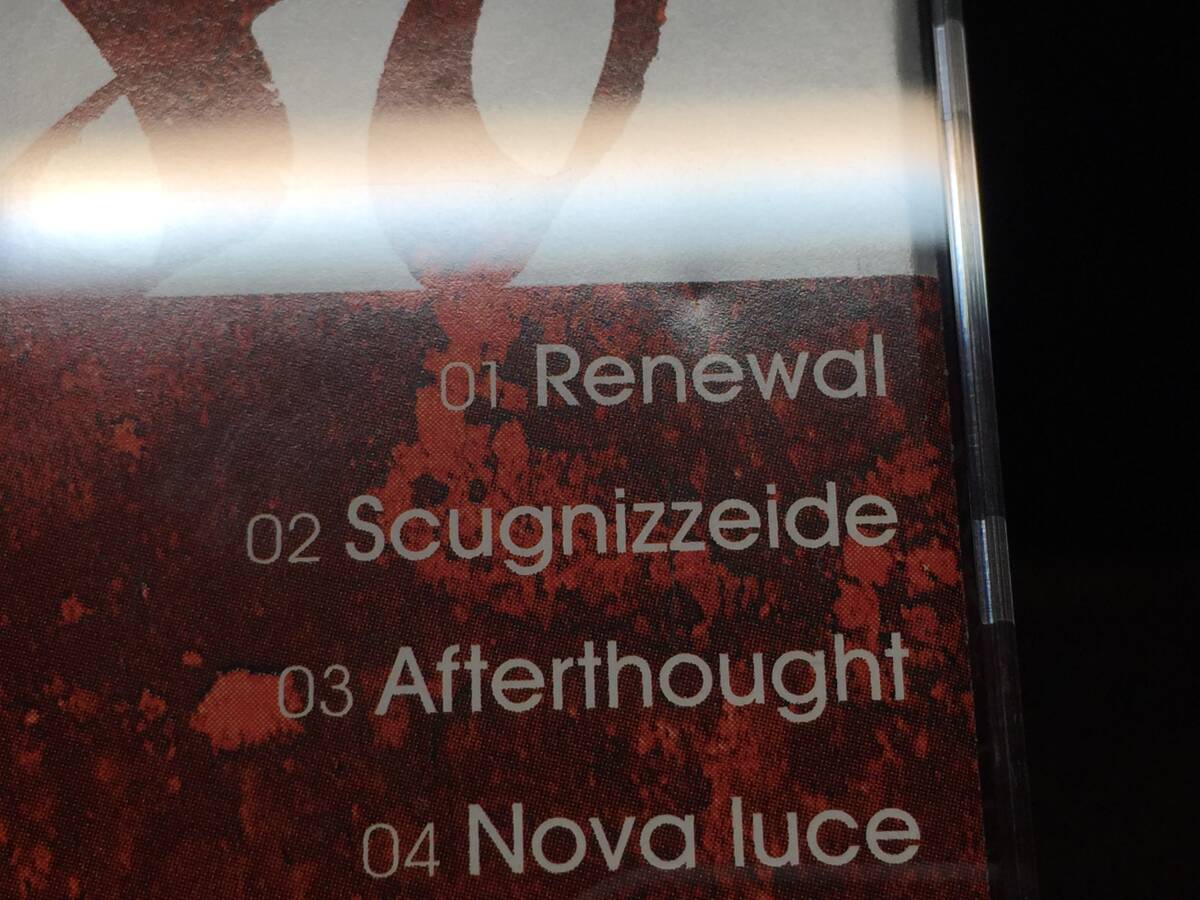 01 Renewal
02 Scugnizzeide
03 Afterthought
04 Nova luce